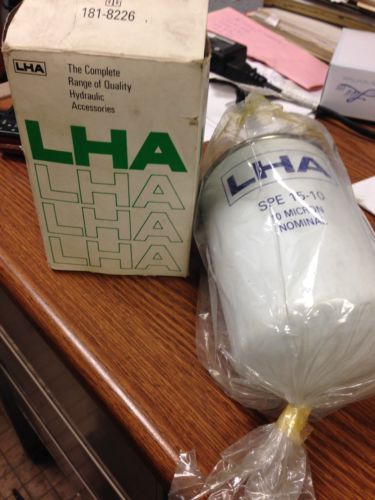 181-8226
LHA
The Complete
Range of Quality
Hydraulic
Accessories
LHA
LHA
LHA
LHA
LHA
SPE 15-10
10 MICRON
NOMINAL